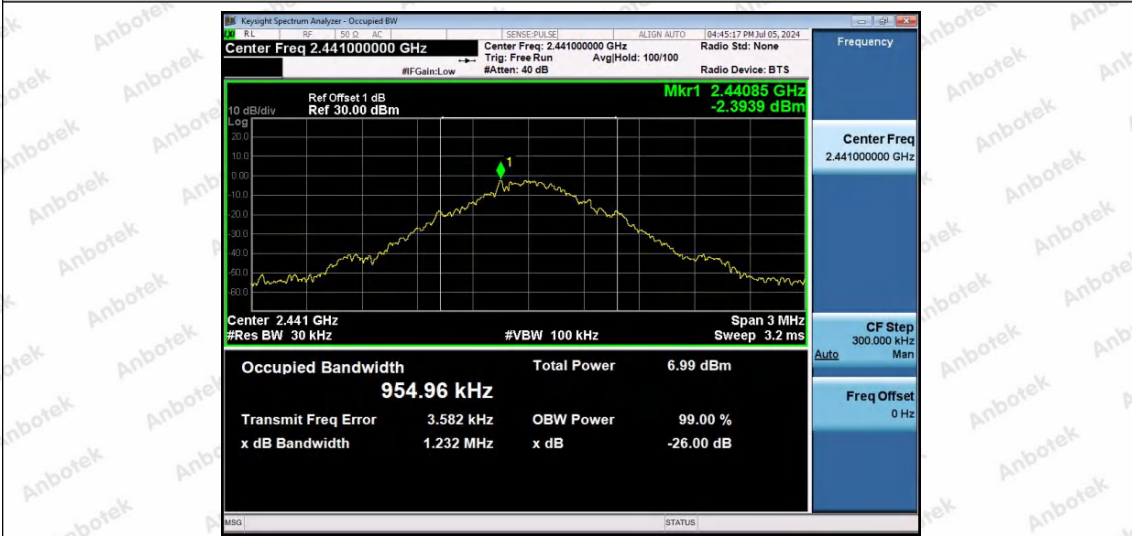 Keysight Spectrum Analyzer - Occupied BW
RL RF 50 Ω AC SENSE:PULSE ALIGN AUTO 04:45:17 PM Jul 05, 2024
Center Freq 2.441000000 GHz
Center Freq: 2.441000000 GHz
Radio Std: None
Trig: Free Run Avg|Hold: 100/100
#IFGain:Low #Atten: 40 dB Radio Device: BTS
Frequency
Mkr1 2.44085 GHz
-2.3939 dBm
Ref Offset 1 dB
10 dB/div Ref 30.00 dBm
Log
20.0
10.0
0.00
-10.0
-20.0
-30.0
-40.0
-50.0
-60.0
1
Center 2.441 GHz Span 3 MHz
#Res BW 30 kHz #VBW 100 kHz Sweep 3.2 ms
Center Freq
2.441000000 GHz
CF Step
300.000 kHz
Auto Man
Freq Offset
0 Hz
Occupied Bandwidth Total Power 6.99 dBm
954.96 kHz
Transmit Freq Error 3.582 kHz OBW Power 99.00 %
x dB Bandwidth 1.232 MHz x dB -26.00 dB
MSG STATUS
Anbotek